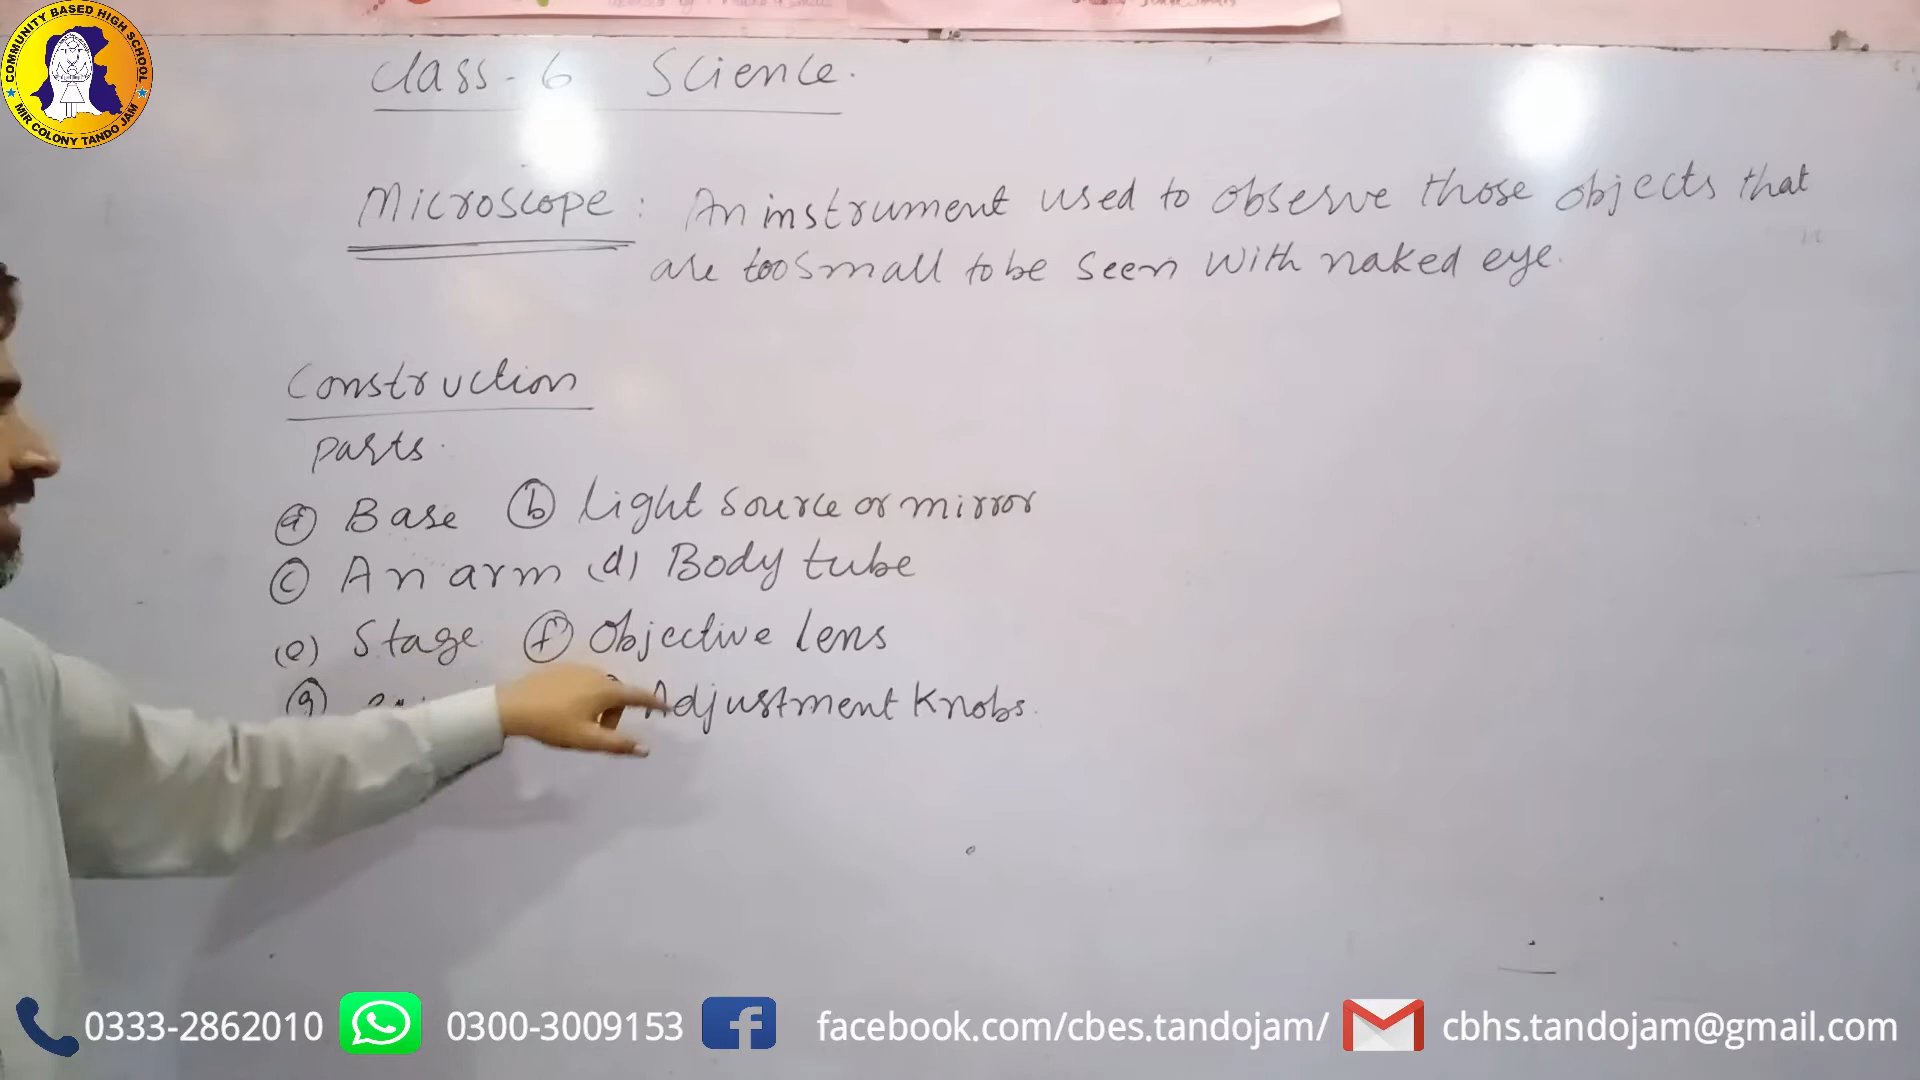 COMMUNITY BASED HIGH SCHOOL
MIR COLONY TANDO JAM
Class - 6 Science.
Microscope : An instrument used to observe those objects that
are too small to be seen with naked eye.
Construction
Parts.
(a) Base (b) light source or mirror
(c) An arm (d) Body tube
(e) Stage (f) Objective lens
(g) Adjustment Knobs.
0333-2862010 0300-3009153 facebook.com/cbes.tandojam/ cbhs.tandojam@gmail.com